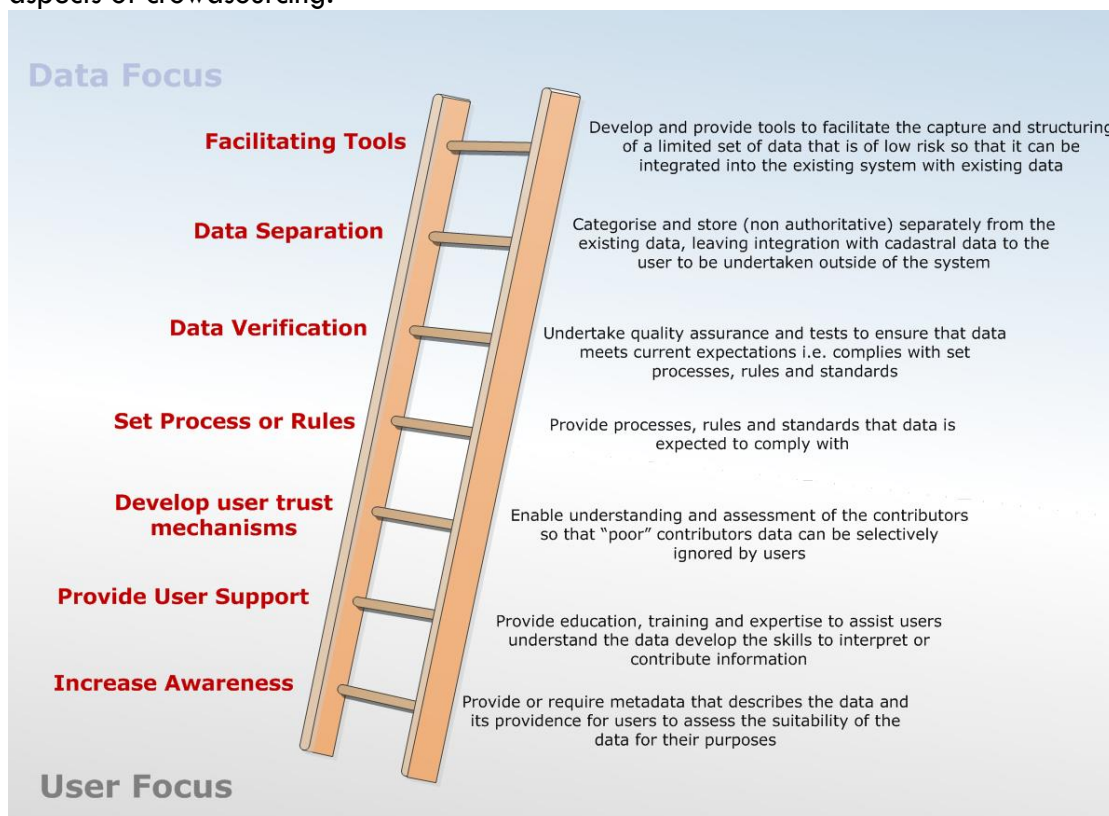 Data Focus
Facilitating Tools
Develop and provide tools to facilitate the capture and structuring
of a limited set of data that is of low risk so that it can be
integrated into the existing system with existing data
Data Separation
Categorise and store (non authoritative) separately from the
existing data, leaving integration with cadastral data to the
user to be undertaken outside of the system
Data Verification
Undertake quality assurance and tests to ensure that data
meets current expectations i.e. complies with set
processes, rules and standards
Set Process or Rules
Provide processes, rules and standards that data is
expected to comply with
Develop user trust
mechanisms
Enable understanding and assessment of the contributors
so that “poor” contributors data can be selectively
ignored by users
Provide User Support
Provide education, training and expertise to assist users
understand the data develop the skills to interpret or
contribute information
Increase Awareness
Provide or require metadata that describes the data and
its providence for users to assess the suitability of the
data for their purposes
User Focus